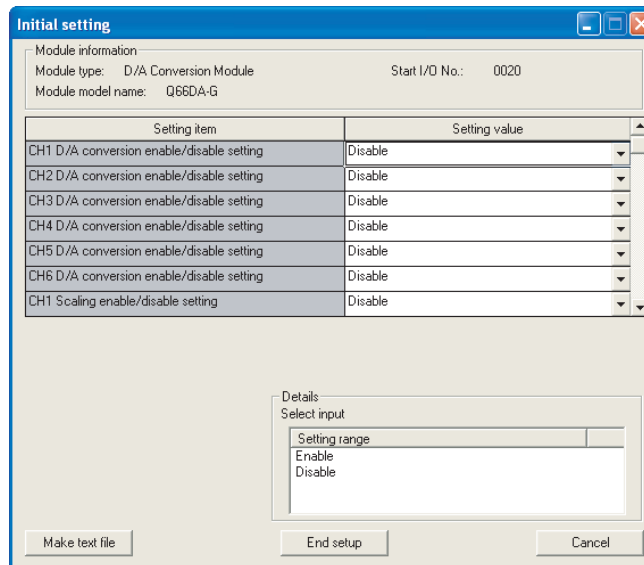 Initial setting
Module information
Module type: D/A Conversion Module Start I/O No.: 0020
Module model name: Q66DA-G
Setting item Setting value
CH1 D/A conversion enable/disable setting Disable
CH2 D/A conversion enable/disable setting Disable
CH3 D/A conversion enable/disable setting Disable
CH4 D/A conversion enable/disable setting Disable
CH5 D/A conversion enable/disable setting Disable
CH6 D/A conversion enable/disable setting Disable
CH1 Scaling enable/disable setting Disable
Details
Select input
Setting range
Enable
Disable
Make text file End setup Cancel